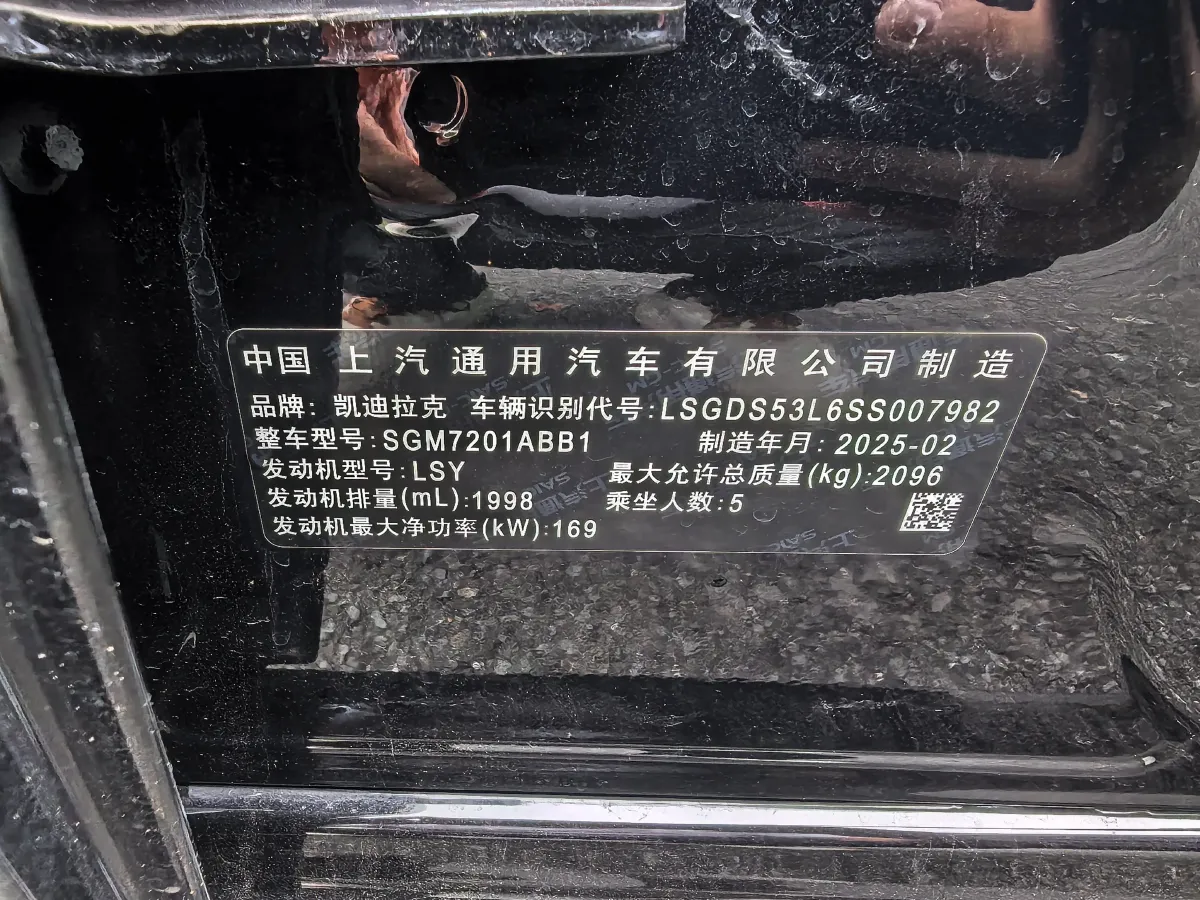 中国 上汽通用汽车有限公司制造
品牌: 凯迪拉克 车辆识别代号:LSGDS53L6SS007982
整车型号:SGM7201ABB1 制造年月: 2025-02
发动机型号:LSY 最大允许总质量(kg):2096
发动机排量(mL):1998 乘坐人数:5
发动机最大净功率(kW):169